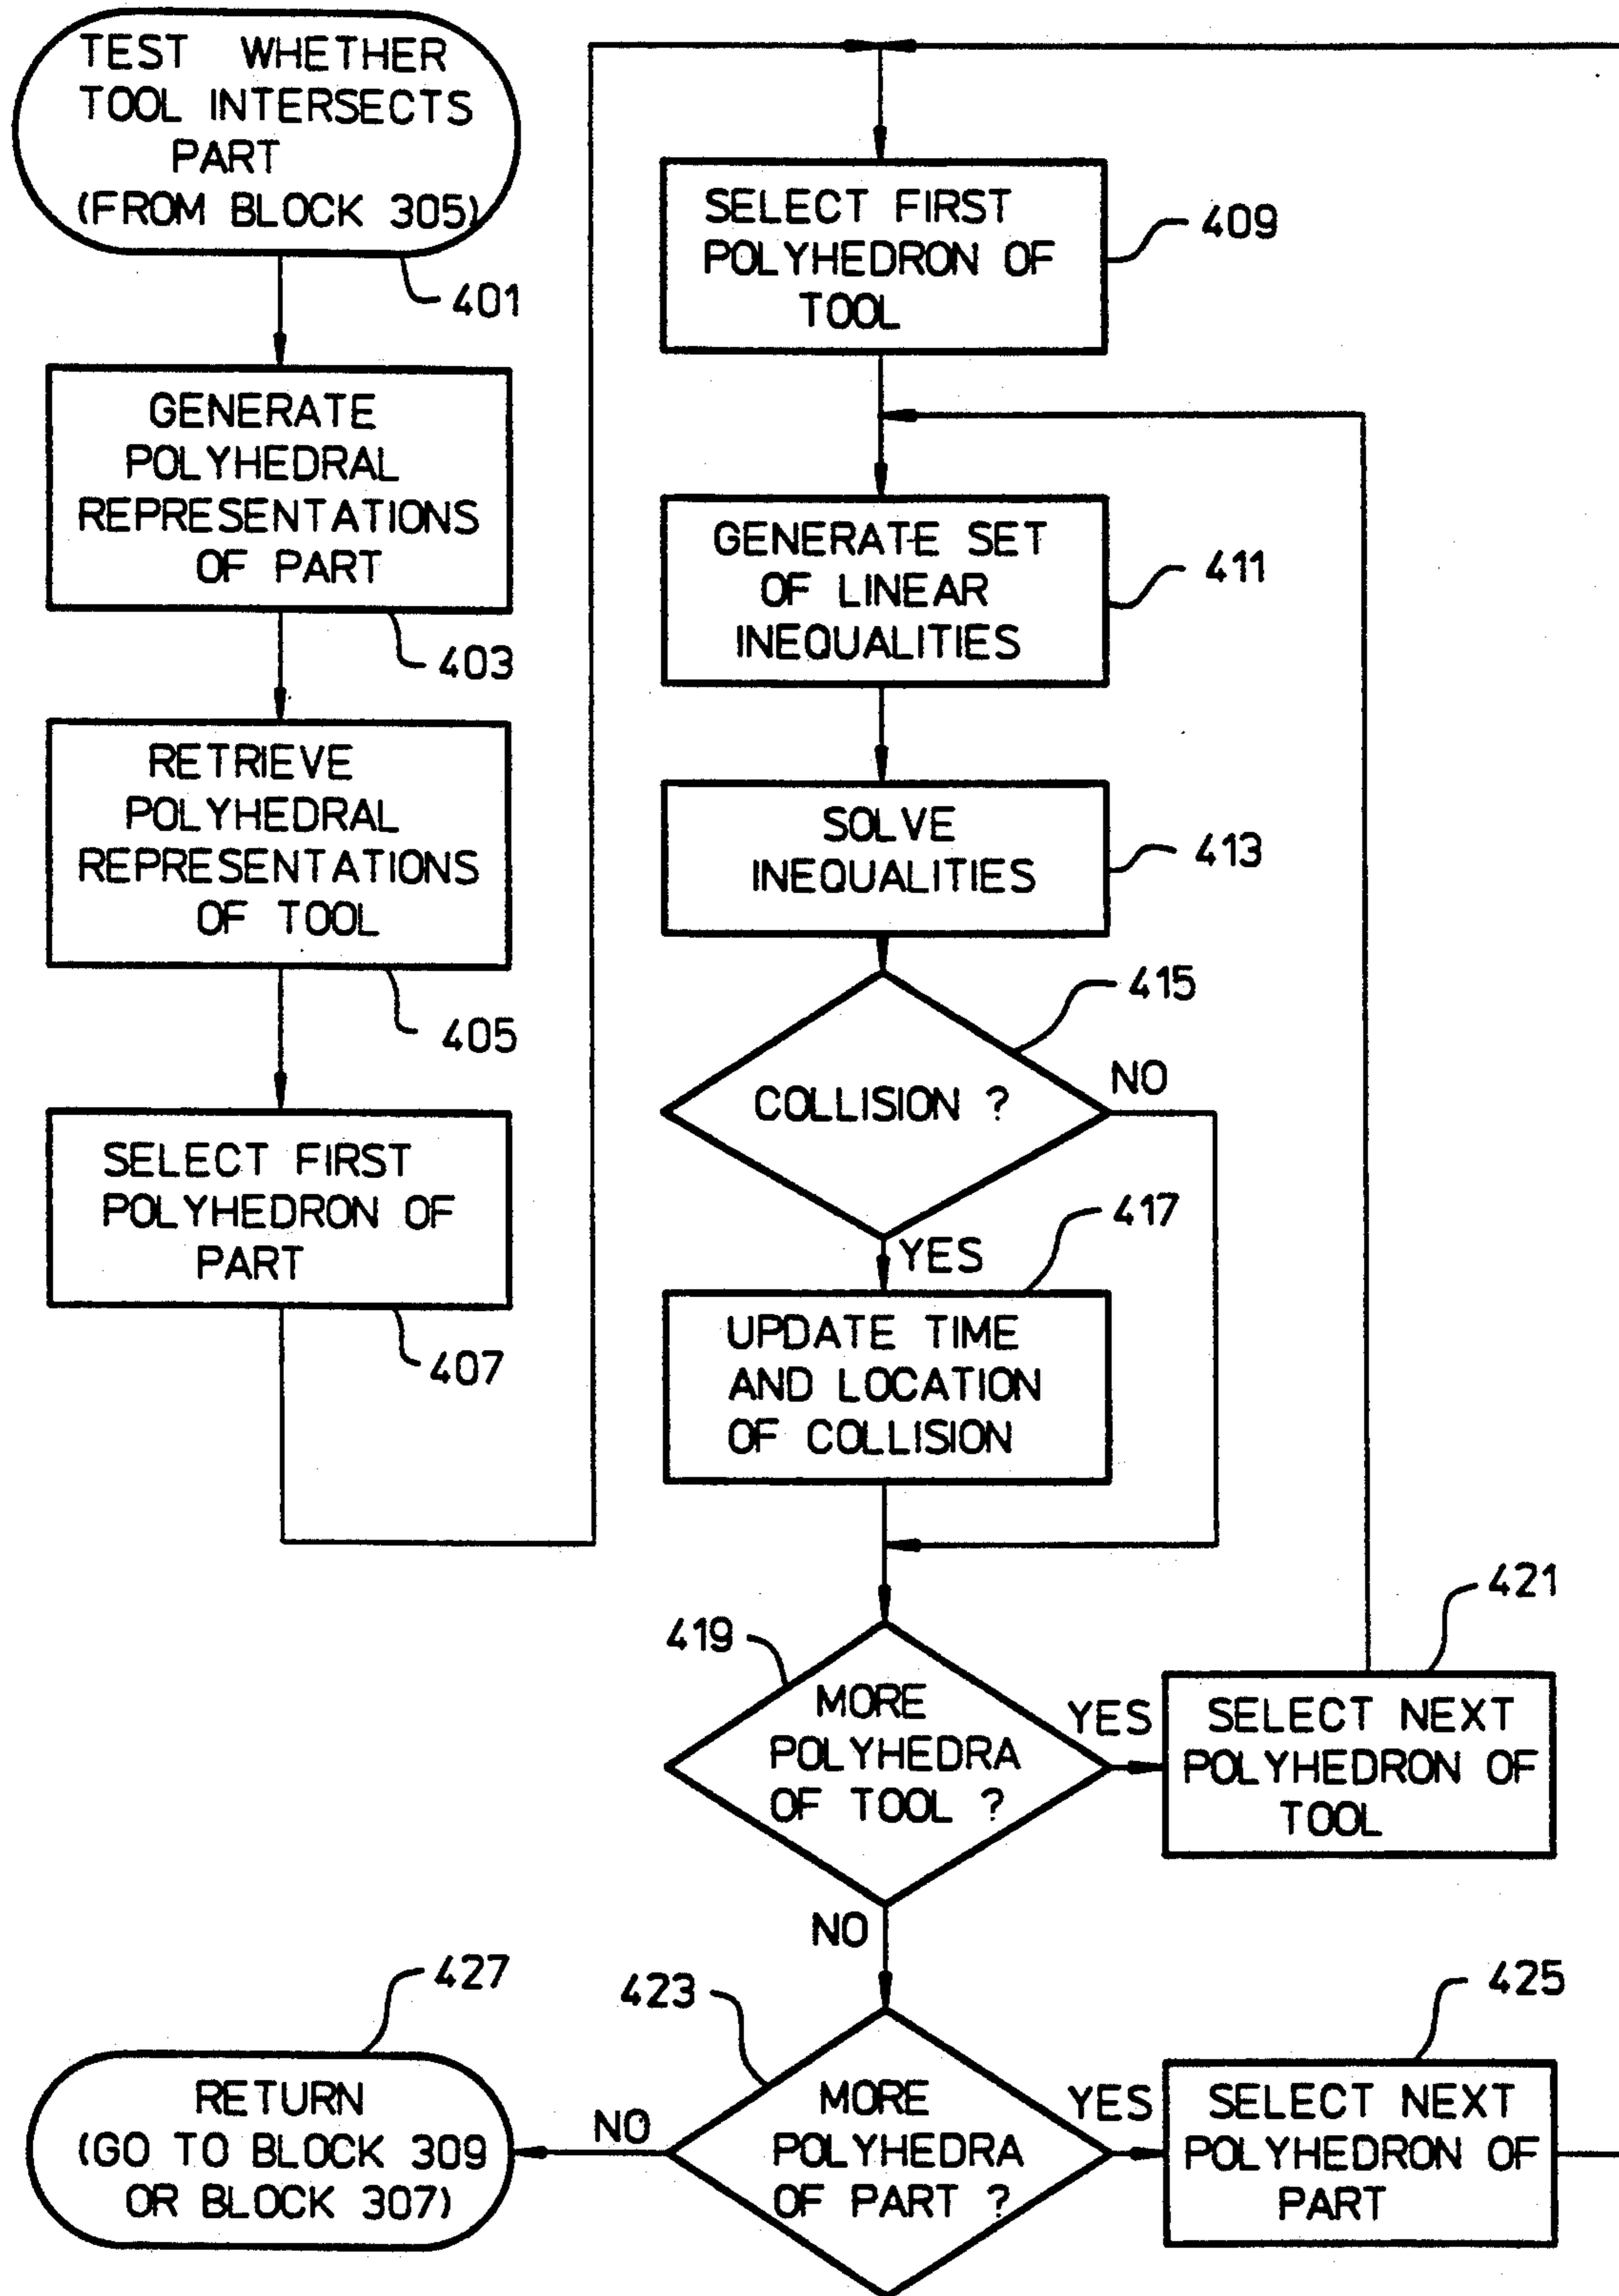 TEST WHETHER
TOOL INTERSECTS
PART
(FROM BLOCK 305)
401
GENERATE
POLYHEDRAL
REPRESENTATIONS
OF PART
403
RETRIEVE
POLYHEDRAL
REPRESENTATIONS
OF TOOL
405
SELECT FIRST
POLYHEDRON OF
PART
407
SELECT FIRST
POLYHEDRON OF
TOOL
409
GENERATE SET
OF LINEAR
INEQUALITIES
411
SOLVE
INEQUALITIES
413
COLLISION ?
415
NO
YES
UPDATE TIME
AND LOCATION
OF COLLISION
417
MORE
POLYHEDRA
OF TOOL ?
419
YES
SELECT NEXT
POLYHEDRON OF
TOOL
421
NO
MORE
POLYHEDRA
OF PART ?
423
YES
SELECT NEXT
POLYHEDRON OF
PART
425
NO
RETURN
(GO TO BLOCK 309
OR BLOCK 307)
427